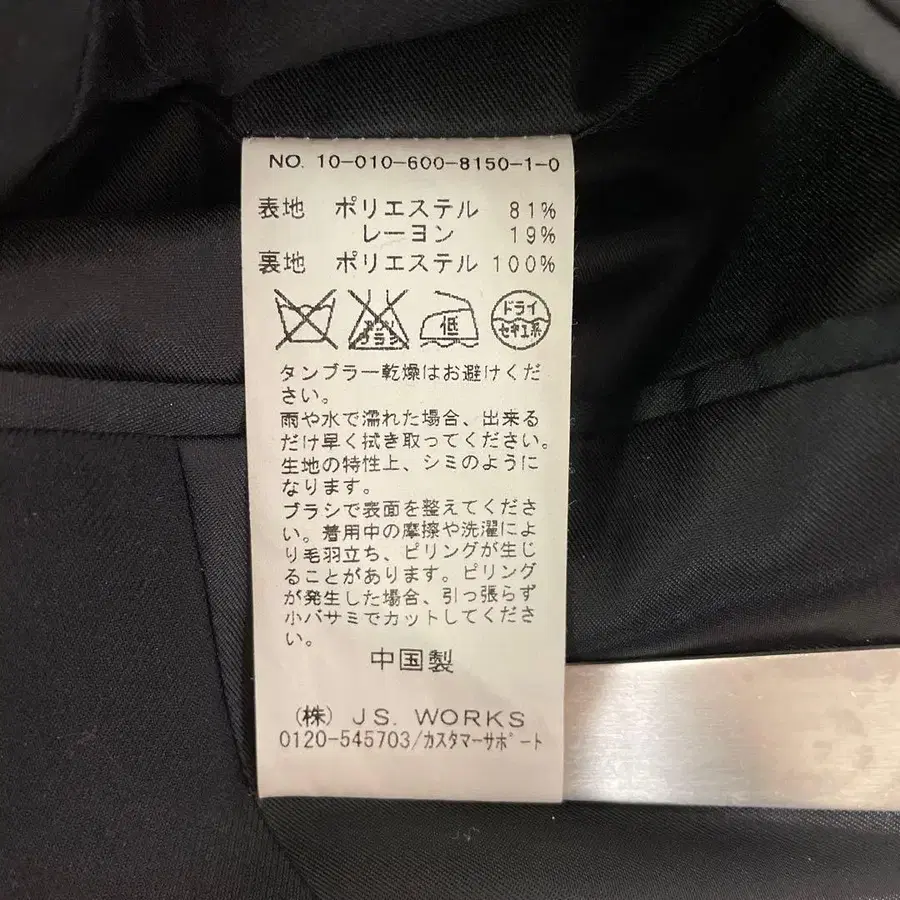 NO. 10-010-600-8150-1-0
表地 ポリエステル 81%
レーヨン 19%
裏地 ポリエステル 100%
エンソ サラシ 低 ドライ
セキユ系
タンブラー乾燥はお避けくだ
さい。
雨や水で濡れた場合、出来る
だけ早く拭き取ってください。
生地の特性上、シミのように
なります。
ブラシで表面を整えてくださ
い。着用中の摩擦や洗濯によ
り毛羽立ち、ピリングが生じ
ることがあります。ピリング
が発生した場合、引っ張らず
小バサミでカットしてくださ
い。
中国製
(株) J.S. WORKS
0120-545703/カスタマーサポート